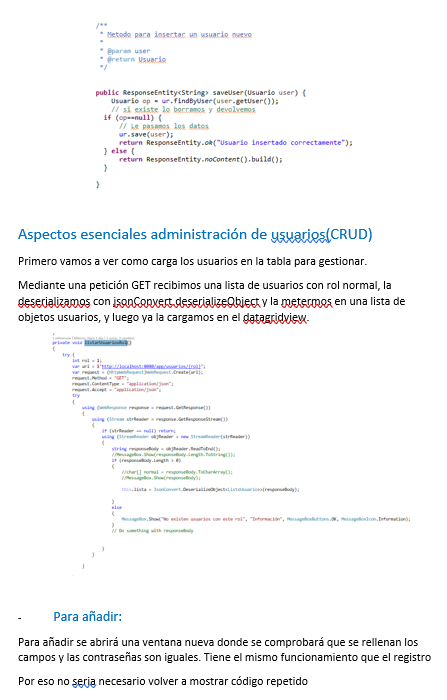 /**
* Metodo para insertar un usuario nuevo
*
* @param user
* @return Usuario
*/
public ResponseEntity<String> saveUser(Usuario user) {
Usuario op = ur.findByUser(user.getUser());
// si existe lo borramos y devolvemos
if (op==null) {
// Le pasamos los datos
ur.save(user);
return ResponseEntity.ok("Usuario insertado correctamente");
} else {
return ResponseEntity.noContent().build();
}
}
Aspectos esenciales administración de usuarios(CRUD)
Primero vamos a ver como carga los usuarios en la tabla para gestionar.
Mediante una petición GET recibimos una lista de usuarios con rol normal, la
deserializamos con jsonConvert.deserializeObject y la metermos en una lista de
objetos usuarios, y luego ya la cargamos en el datagridview.
private void listarUsuariosRol()
{
try {
int rol = 1;
var url = $"http://localhost:8080/app/usuarios/{rol}";
var request = (HttpWebRequest)WebRequest.Create(url);
request.Method = "GET";
request.ContentType = "application/json";
request.Accept = "application/json";
try
{
using (WebResponse response = request.GetResponse())
{
using (Stream strReader = response.GetResponseStream())
{
if (strReader == null) return;
using (StreamReader objReader = new StreamReader(strReader))
{
string responseBody = objReader.ReadToEnd();
//MessageBox.Show(responseBody.Length.ToString());
if (responseBody.Length > 0)
{
//char[] normal = responseBody.ToCharArray();
//MessageBox.Show(responseBody);
this.lista = JsonConvert.DeserializeObject<ListaUsuarios>(responseBody);
}
else
{
MessageBox.Show("No existen usuarios con este rol", "Información", MessageBoxButtons.OK, MessageBoxIcon.Information);
}
// Do something with responseBody
}
}
}
- Para añadir:
Para añadir se abrirá una ventana nueva donde se comprobará que se rellenan los
campos y las contraseñas son iguales. Tiene el mismo funcionamiento que el registro
Por eso no seria necesario volver a mostrar código repetido